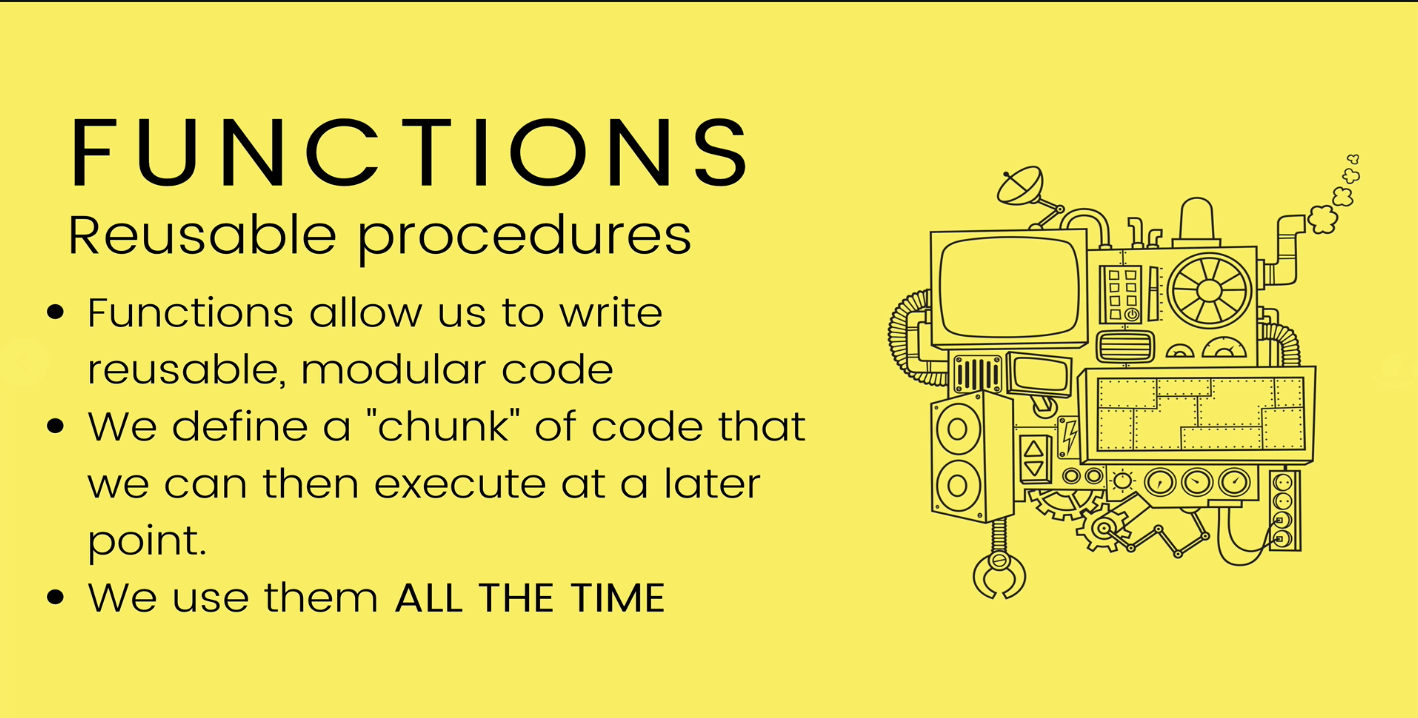 FUNCTIONS
Reusable procedures
• Functions allow us to write
reusable, modular code
• We define a "chunk" of code that
we can then execute at a later
point.
• We use them ALL THE TIME